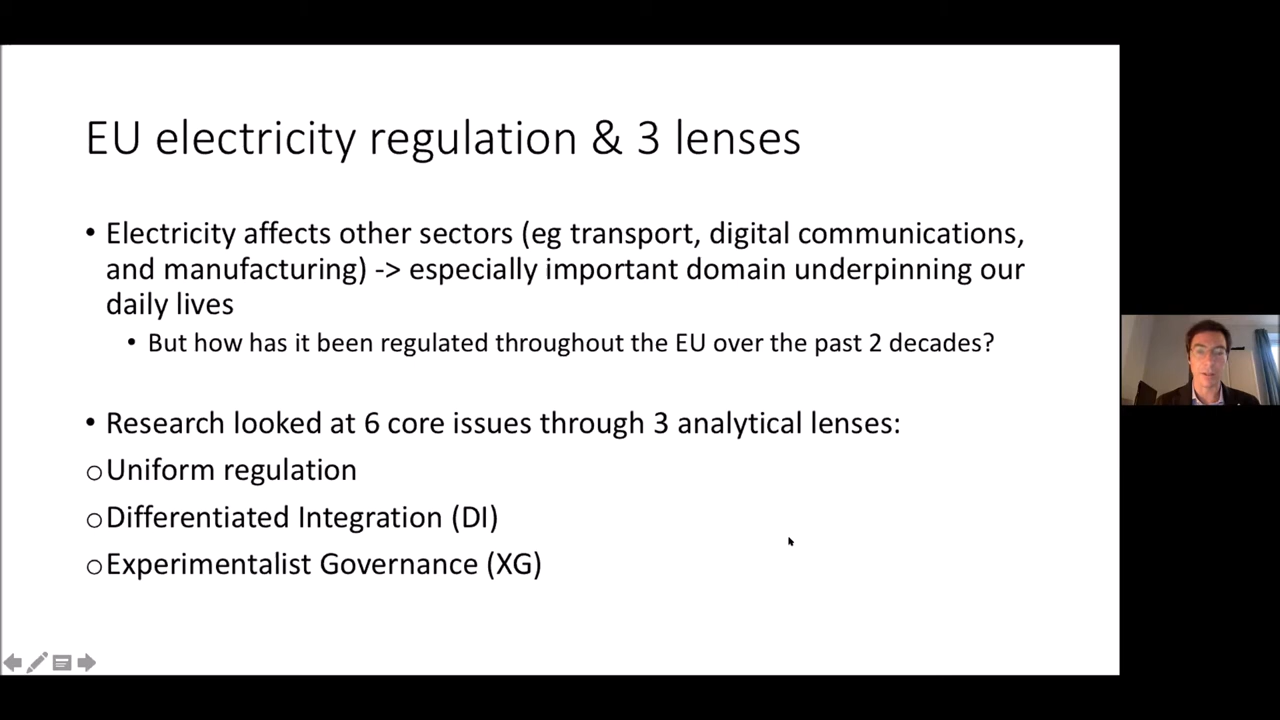 EU electricity regulation & 3 lenses
• Electricity affects other sectors (eg transport, digital communications,
and manufacturing) -> especially important domain underpinning our
daily lives
• But how has it been regulated throughout the EU over the past 2 decades?
• Research looked at 6 core issues through 3 analytical lenses:
○Uniform regulation
○Differentiated Integration (DI)
○Experimentalist Governance (XG)